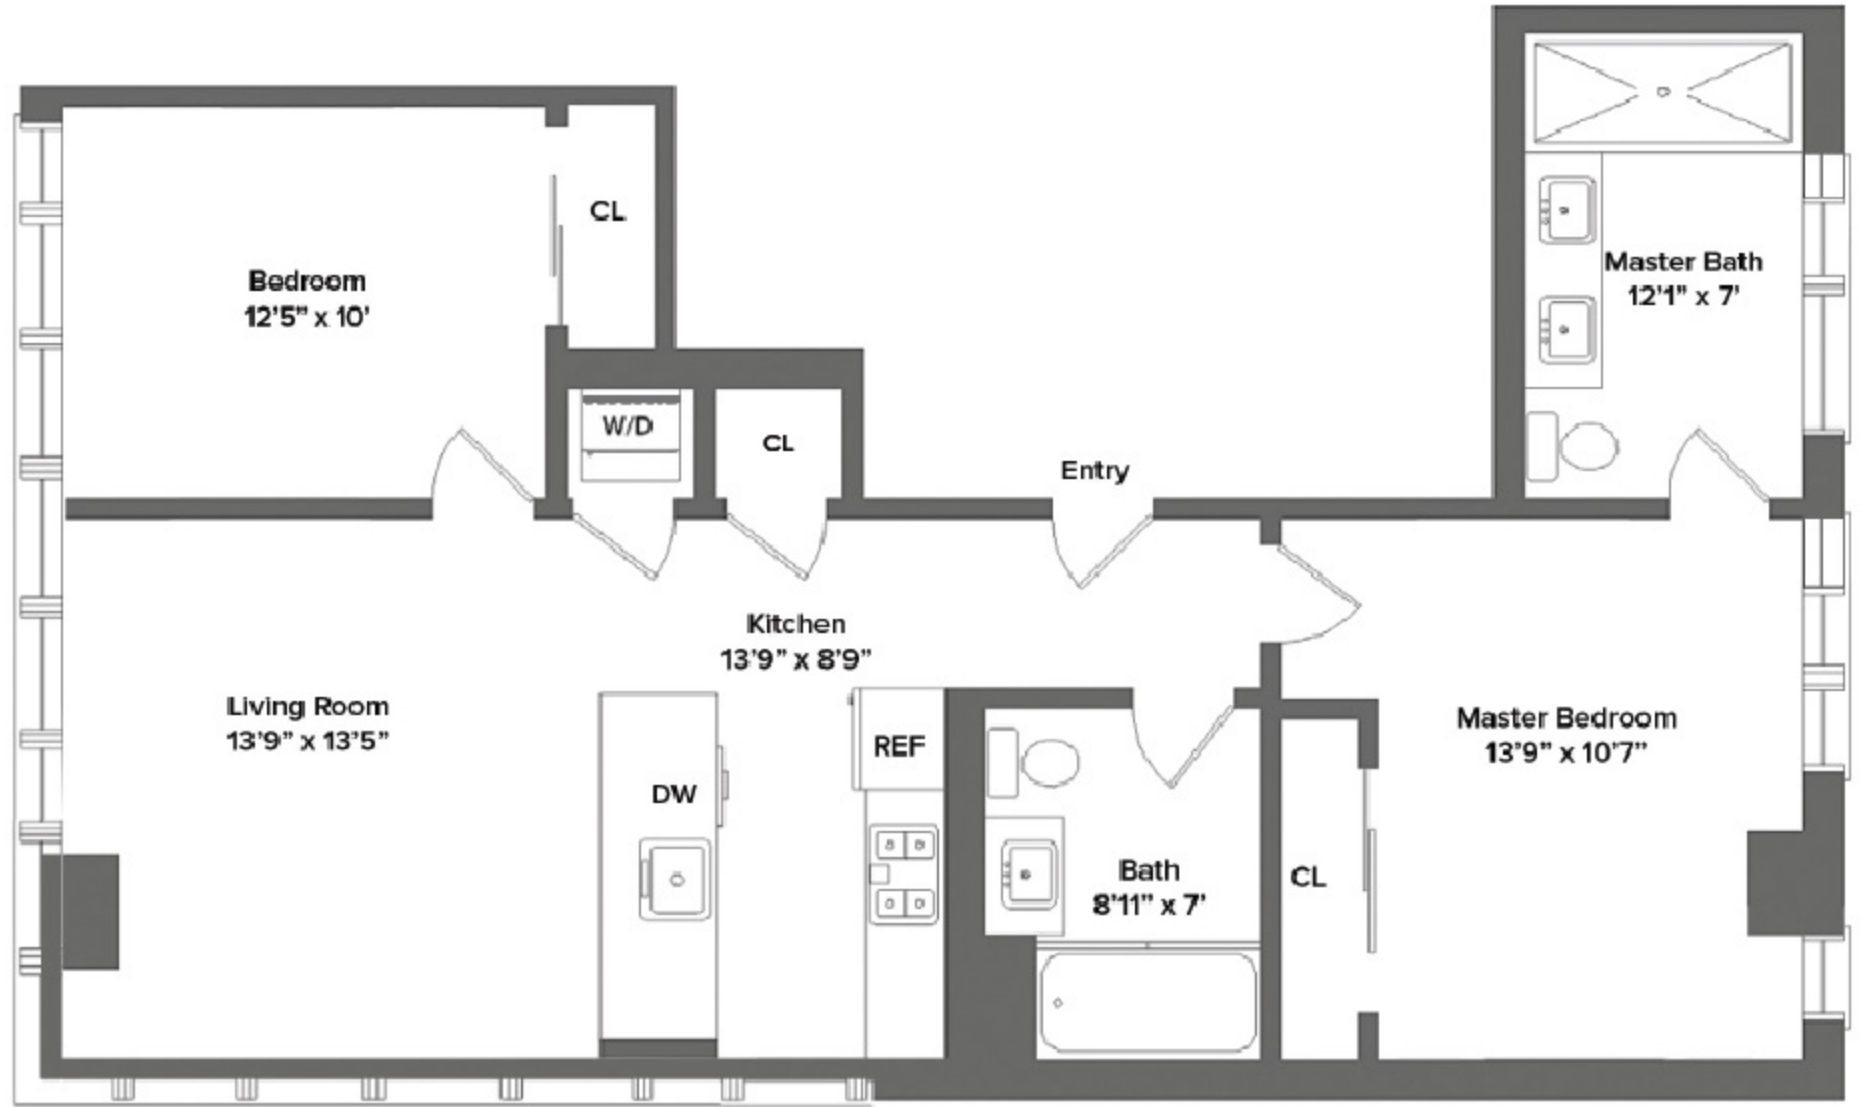 CL
Bedroom
12'5" x 10'
Master Bath
12'1" x 7'
W/D
CL
Entry
Kitchen
13'9" x 8'9"
Living Room
13'9" x 13'5"
REF
Master Bedroom
13'9" x 10'7"
DW
Bath
8'11" x 7'
CL